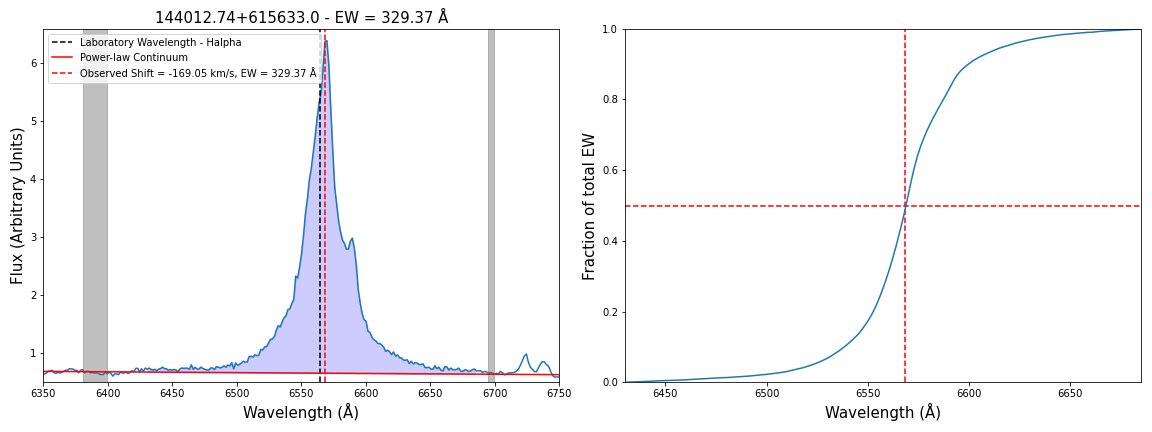 144012.74+615633.0 - EW = 329.37 Å
Laboratory Wavelength - Halpha
Power-law Continuum
Observed Shift = -169.05 km/s, EW = 329.37 Å
Flux (Arbitrary Units)
6
5
4
3
2
1
6350 6400 6450 6500 6550 6600 6650 6700 6750
Wavelength (Å)
Fraction of total EW
1.0
0.8
0.6
0.4
0.2
0.0
6450 6500 6550 6600 6650
Wavelength (Å)